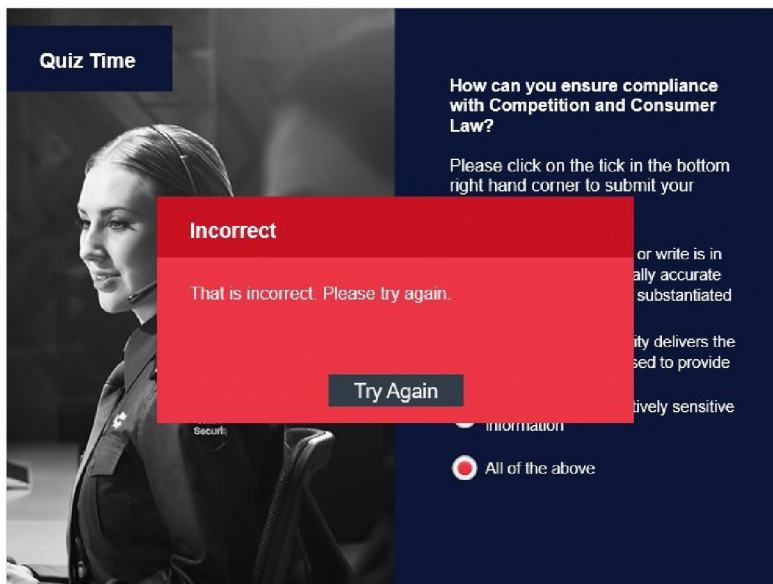 Quiz Time
How can you ensure compliance
with Competition and Consumer
Law?
Please click on the tick in the bottom
right hand corner to submit your
Incorrect
That is incorrect. Please try again.
Try Again
or write is in
ally accurate
substantiated
ity delivers the
sed to provide
tively sensitive
information
All of the above
Securi